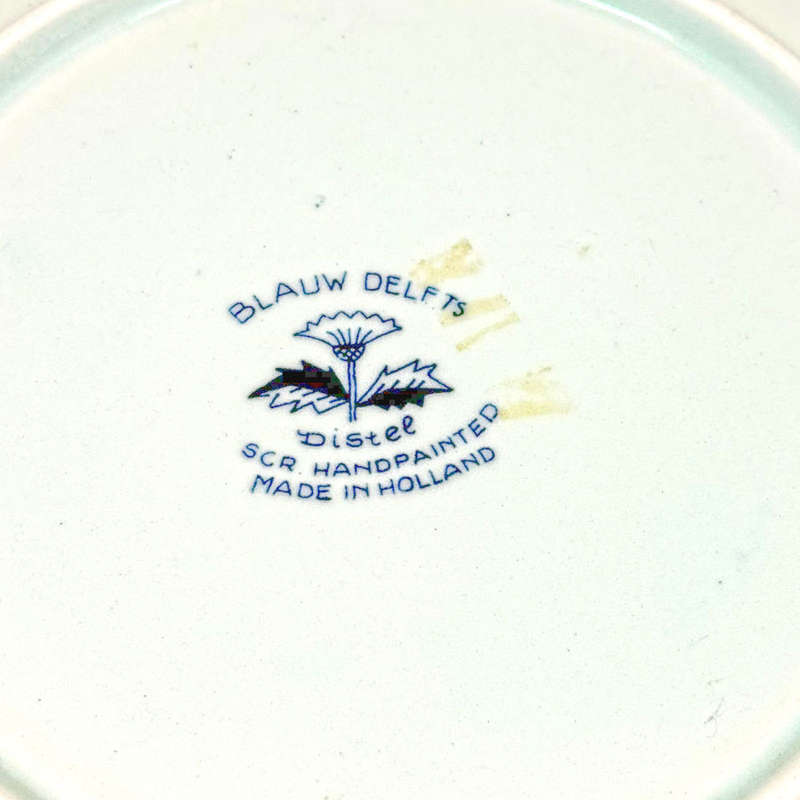 BLAUW DELFTS
Distel
SCR. HANDPAINTED
MADE IN HOLLAND